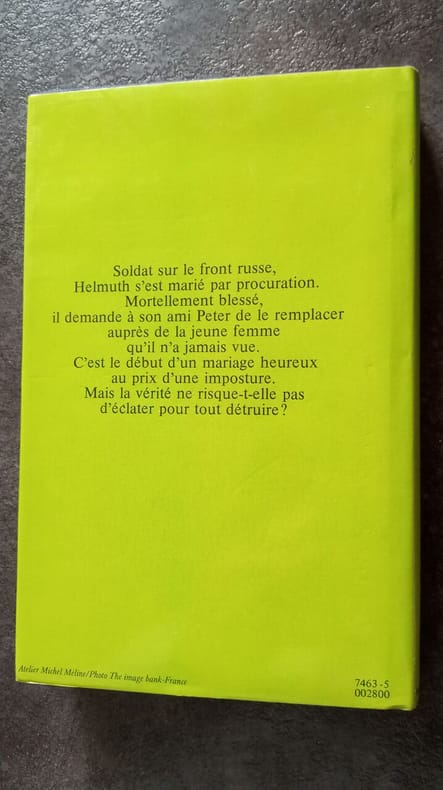 Soldat sur le front russe,
Helmuth s'est marié par procuration.
Mortellement blessé,
il demande à son ami Peter de le remplacer
auprès de la jeune femme
qu'il n'a jamais vue.
C'est le début d'un mariage heureux
au prix d'une imposture.
Mais la vérité ne risque-t-elle pas
d'éclater pour tout détruire?
Atelier Michel Méline/Photo The image bank-France
7463-5
002800